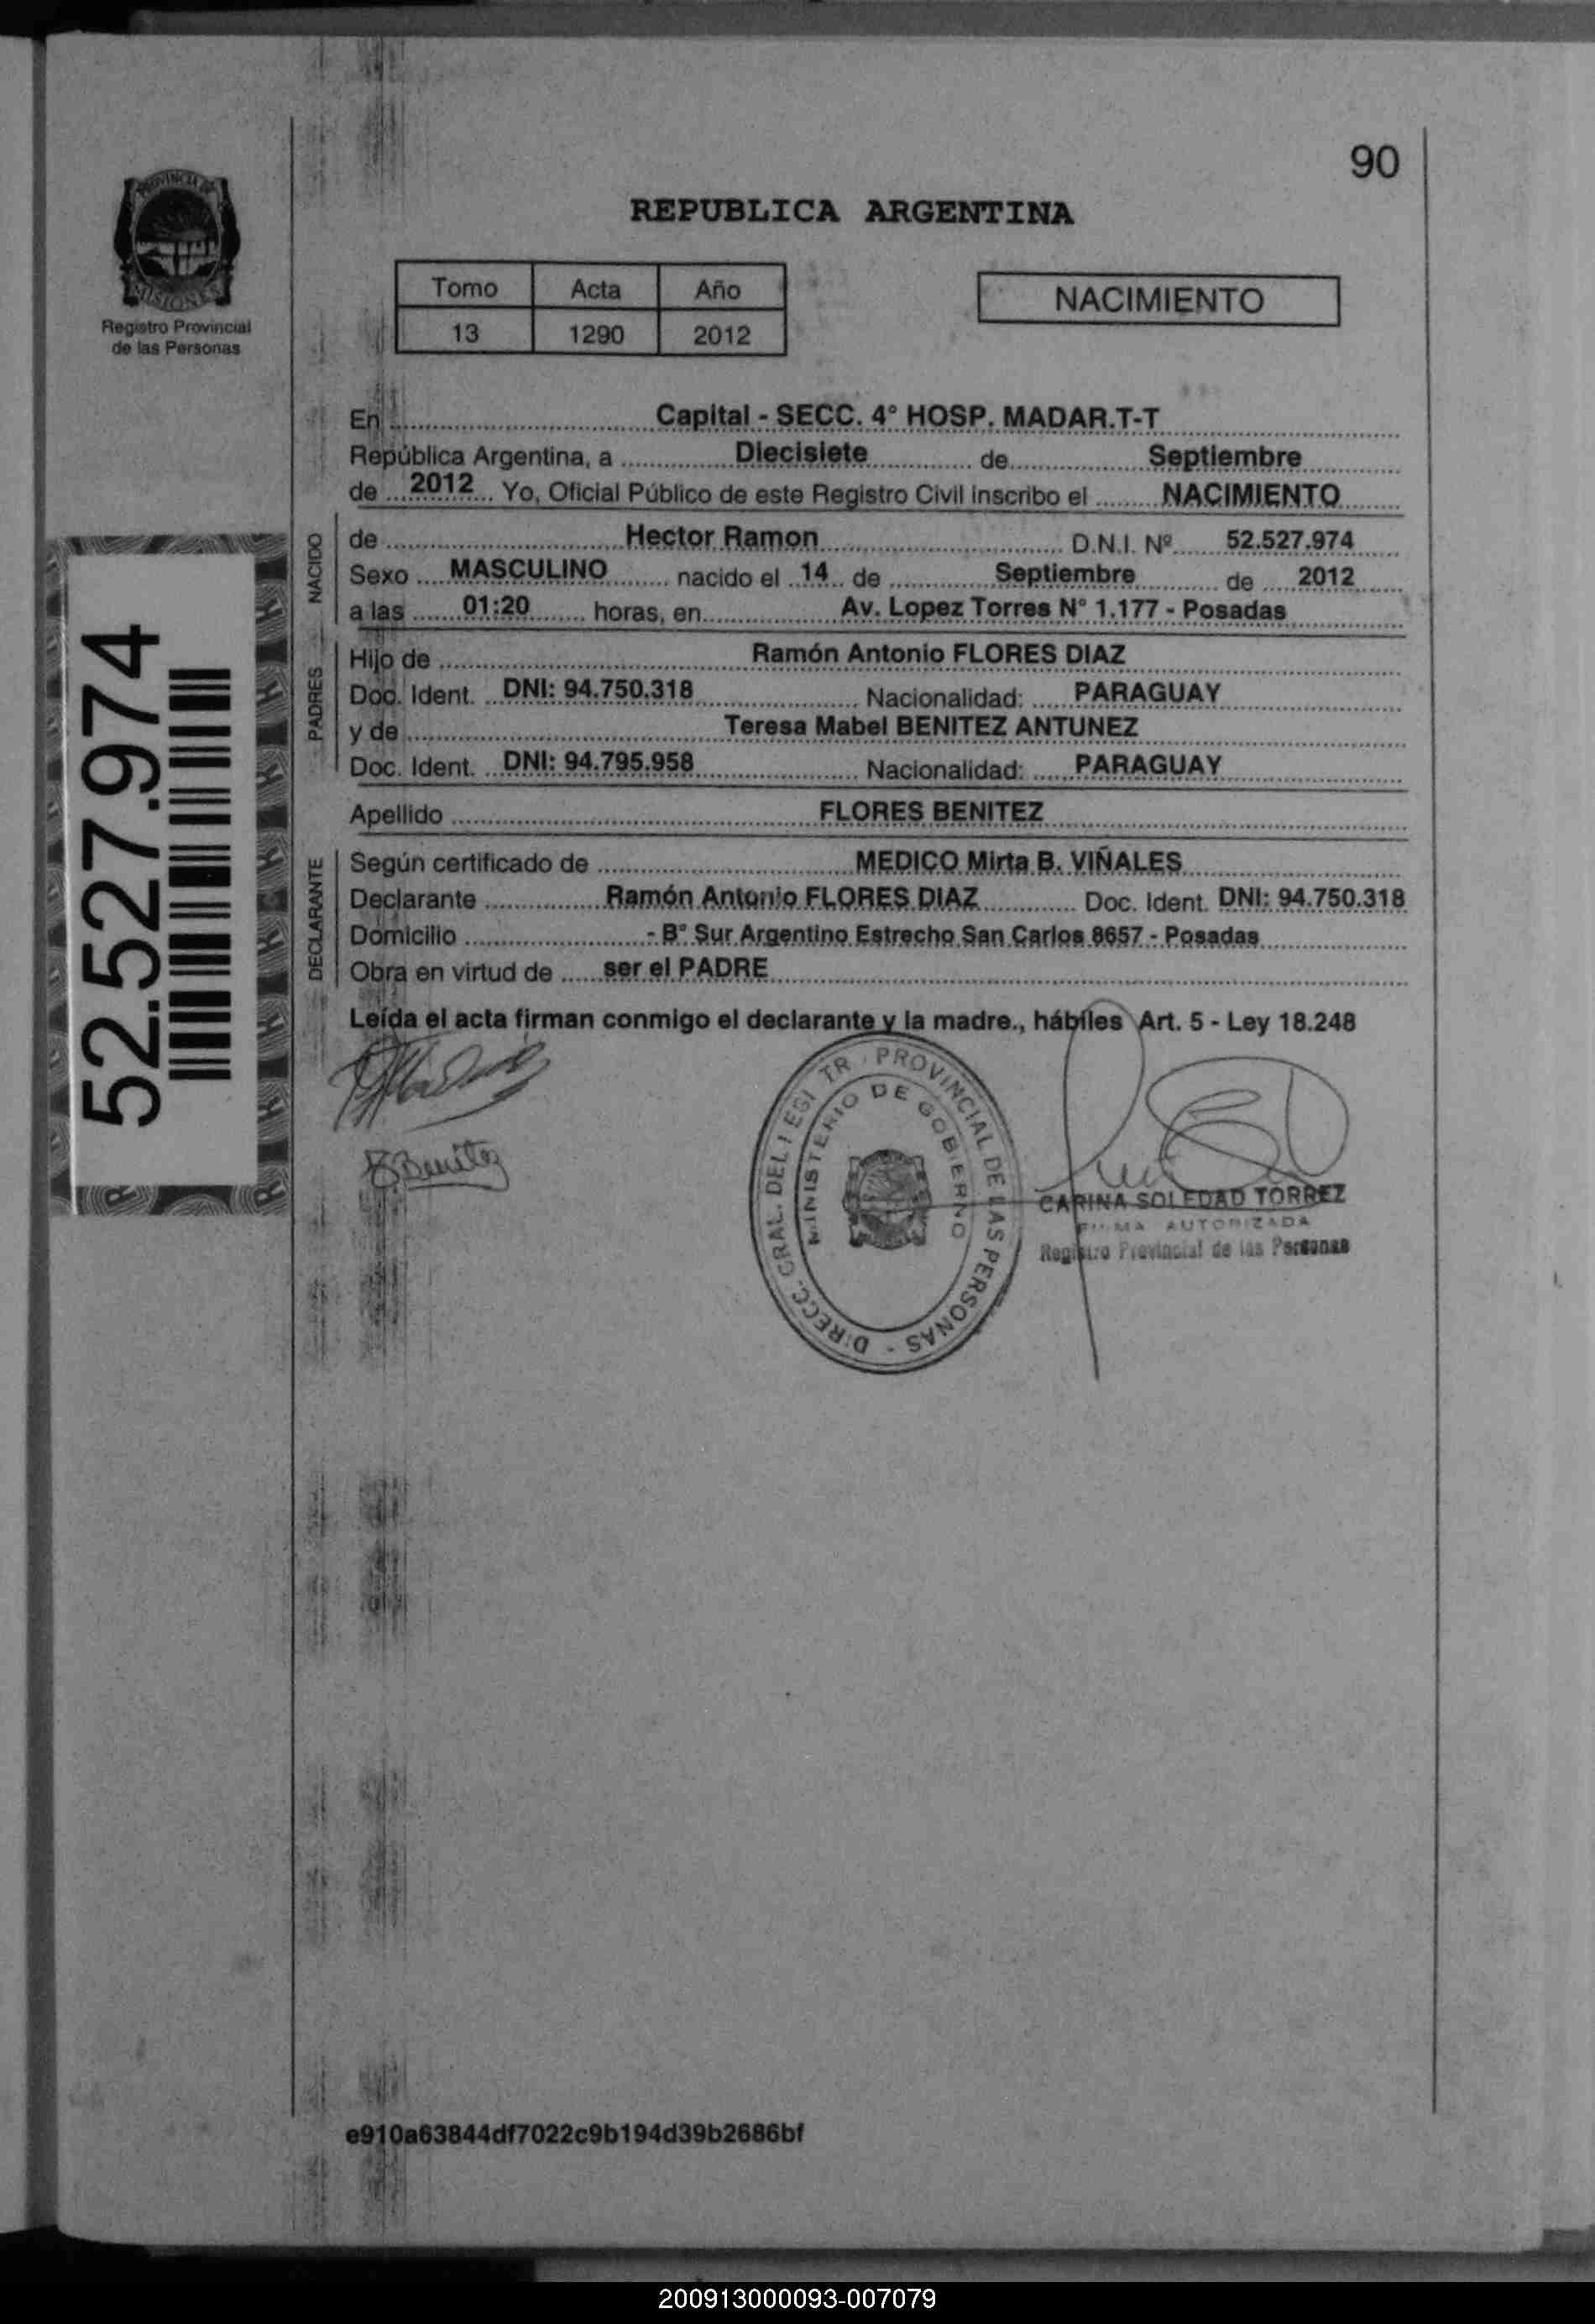 90
PROVINCIA DE
MISIONES
Registro Provincial
de las Personas
REPUBLICA ARGENTINA
Tomo Acta Año
13 1290 2012
NACIMIENTO
En Capital - SECC. 4° HOSP. MADAR.T-T
República Argentina, a Diecisiete de Septiembre
de 2012 Yo, Oficial Público de este Registro Civil inscribo el NACIMIENTO
NACIDO
de Hector Ramon D.N.I. Nº 52.527.974
Sexo MASCULINO nacido el 14 de Septiembre de 2012
a las 01:20 horas, en Av. Lopez Torres N° 1.177 - Posadas
PADRES
Hijo de Ramón Antonio FLORES DIAZ
Doc. Ident. DNI: 94.750.318 Nacionalidad: PARAGUAY
y de Teresa Mabel BENITEZ ANTUNEZ
Doc. Ident. DNI: 94.795.958 Nacionalidad: PARAGUAY
Apellido FLORES BENITEZ
DECLARANTE
Según certificado de MEDICO Mirta B. VIÑALES
Declarante Ramón Antonio FLORES DIAZ Doc. Ident. DNI: 94.750.318
Domicilio - B° Sur Argentino Estrecho San Carlos 8657 - Posadas
Obra en virtud de ser el PADRE
Leída el acta firman conmigo el declarante y la madre., hábiles Art. 5 - Ley 18.248
52.527.974
Benitez
DIRECC. GRAL. DEL REGISTR PROVINCIAL DE LAS PERSONAS -
MINISTERIO DE GOBIERNO
CARINA SOLEDAD TORREZ
FIRMA AUTORIZADA
Registro Provincial de las Personas
e910a63844df7022c9b194d39b2686bf
200913000093-007079